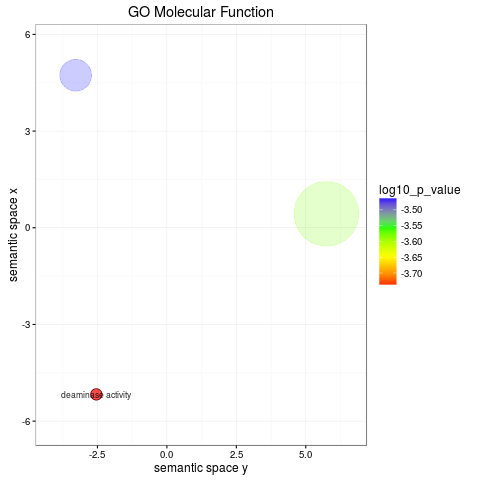 GO Molecular Function
6
3
0
-3
-6
semantic space x
deaminase activity
-2.5
0.0
2.5
5.0
semantic space y
log10_p_value
-3.50
-3.55
-3.60
-3.65
-3.70